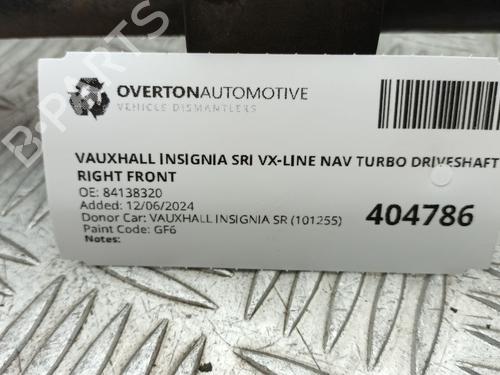 OVERTONAUTOMOTIVE
VEHICLE DISMANTLERS
VAUXHALL INSIGNIA SRI VX-LINE NAV TURBO DRIVESHAFT
RIGHT FRONT
OE: 84138320
Added: 12/06/2024
Donor Car: VAUXHALL INSIGNIA SR (101255)
Paint Code: GF6
Notes:
404786
B-PARTS